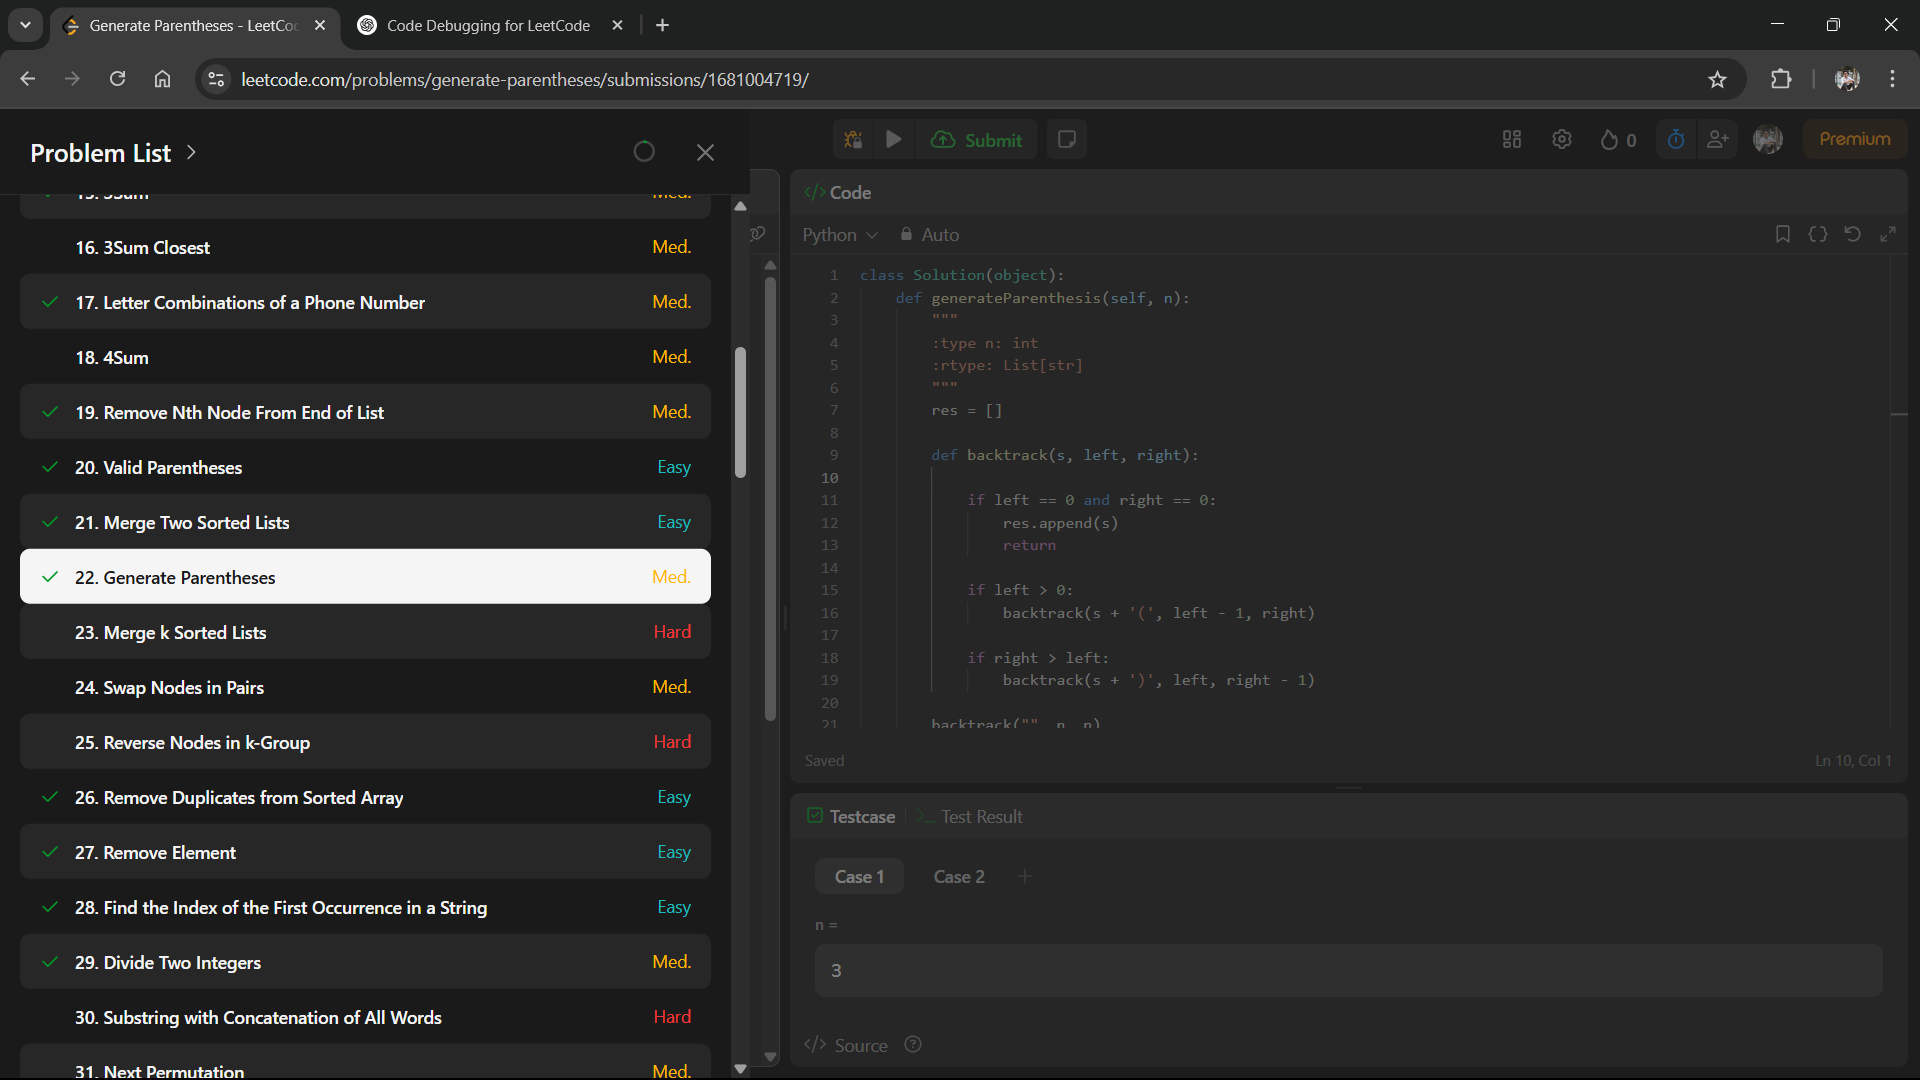 Generate Parentheses - LeetCo
Code Debugging for LeetCode
leetcode.com/problems/generate-parentheses/submissions/1681004719/
Problem List
15. 3Sum Med.
16. 3Sum Closest Med.
17. Letter Combinations of a Phone Number Med.
18. 4Sum Med.
19. Remove Nth Node From End of List Med.
20. Valid Parentheses Easy
21. Merge Two Sorted Lists Easy
22. Generate Parentheses Med.
23. Merge k Sorted Lists Hard
24. Swap Nodes in Pairs Med.
25. Reverse Nodes in k-Group Hard
26. Remove Duplicates from Sorted Array Easy
27. Remove Element Easy
28. Find the Index of the First Occurrence in a String Easy
29. Divide Two Integers Med.
30. Substring with Concatenation of All Words Hard
31. Next Permutation Med.
Submit
0
Premium
</> Code
Python Auto
1 class Solution(object):
2 def generateParenthesis(self, n):
3 """
4 :type n: int
5 :rtype: List[str]
6 """
7 res = []
8
9 def backtrack(s, left, right):
10
11 if left == 0 and right == 0:
12 res.append(s)
13 return
14
15 if left > 0:
16 backtrack(s + '(', left - 1, right)
17
18 if right > left:
19 backtrack(s + ')', left, right - 1)
20
21 backtrack("", n, n)
Saved Ln 10, Col 1
Testcase >_ Test Result
Case 1 Case 2 +
n =
3
</> Source ?